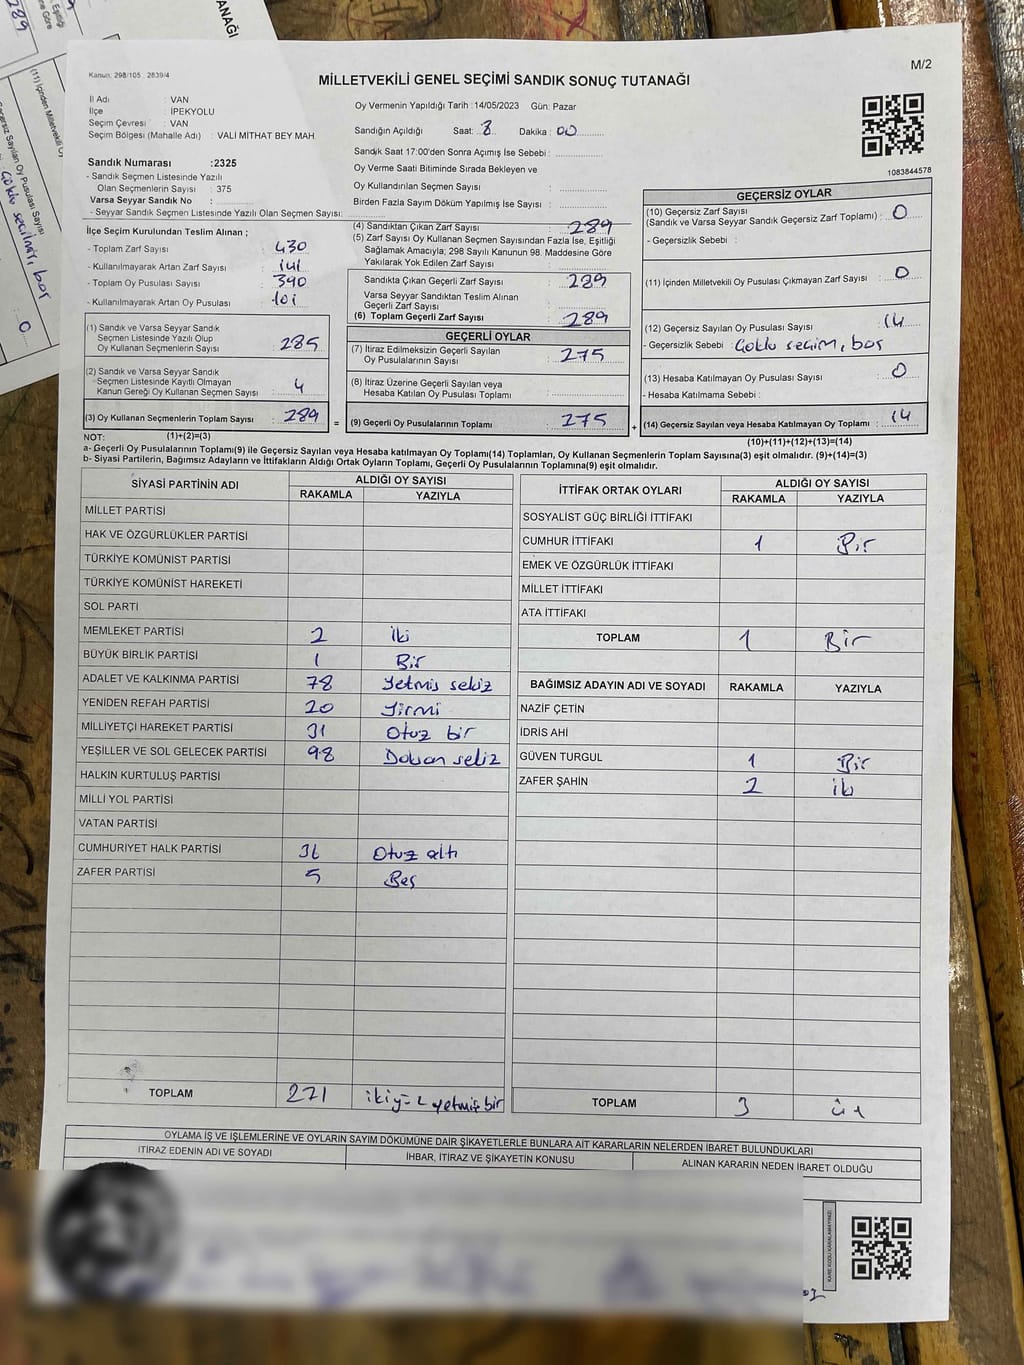 M/2
Kanun: 298/105 2839/4
MİLLETVEKİLİ GENEL SEÇİMİ SANDIK SONUÇ TUTANAĞI
İl Adı : VAN
İlçe : İPEKYOLU
Seçim Çevresi : VAN
Seçim Bölgesi (Mahalle Adı) : VALI MİTHAT BEY MAH.
Sandık Numarası :2325
- Sandık Seçmen Listesinde Yazılı
Olan Seçmenlerin Sayısı : 375
Varsa Seyyar Sandık No :
- Seyyar Sandık Seçmen Listesinde Yazılı Olan Seçmen Sayısı:
Oy Vermenin Yapıldığı Tarih :14/05/2023 Gün: Pazar
Sandığın Açıldığı Saat: 8 Dakika : 00
Sandık Saat 17:00'den Sonra Açımış İse Sebebi :
Oy Verme Saati Bitiminde Sırada Bekleyen ve
Oy Kullandırılan Seçmen Sayısı :
Birden Fazla Sayım Döküm Yapılmış İse Sayısı :
1083844578
İlçe Seçim Kurulundan Teslim Alınan ;
- Toplam Zarf Sayısı : 430
- Kullanılmayarak Artan Zarf Sayısı : 141
- Toplam Oy Pusulası Sayısı : 390
- Kullanılmayarak Artan Oy Pusulası : 101
(1) Sandık ve Varsa Seyyar Sandık
Seçmen Listesinde Yazılı Olup
Oy Kullanan Seçmenlerin Sayısı : 285
(2) Sandık ve Varsa Seyyar Sandık
Seçmen Listesinde Kayıtlı Olmayan
Kanun Gereği Oy Kullanan Seçmen Sayısı : 4
(3) Oy Kullanan Seçmenlerin Toplam Sayısı : 289
(1)+(2)=(3)
(4) Sandıktan Çıkan Zarf Sayısı : 289
(5) Zarf Sayısı Oy Kullanan Seçmen Sayısından Fazla İse, Eşitliği
Sağlamak Amacıyla; 298 Sayılı Kanunun 98. Maddesine Göre
Yakılarak Yok Edilen Zarf Sayısı :
Sandıkta Çıkan Geçerli Zarf Sayısı : 289
Varsa Seyyar Sandıktan Teslim Alınan
Geçerli Zarf Sayısı :
(6) Toplam Geçerli Zarf Sayısı : 289
GEÇERLİ OYLAR
(7) İtiraz Edilmeksizin Geçerli Sayılan
Oy Pusulalarının Sayısı : 275
(8) İtiraz Üzerine Geçerli Sayılan veya
Hesaba Katılan Oy Pusulası Toplamı :
= (9) Geçerli Oy Pusulalarının Toplamı : 275 +
GEÇERSİZ OYLAR
(10) Geçersiz Zarf Sayısı
(Sandık ve Varsa Seyyar Sandık Geçersiz Zarf Toplamı) : 0
- Geçersizlik Sebebi :
(11) İçinden Milletvekili Oy Pusulası Çıkmayan Zarf Sayısı : 0
(12) Geçersiz Sayılan Oy Pusulası Sayısı : 14
- Geçersizlik Sebebi : Çoklu seçim, boş
(13) Hesaba Katılmayan Oy Pusulası Sayısı : 0
- Hesaba Katılmama Sebebi :
(14) Geçersiz Sayılan veya Hesaba Katılmayan Oy Toplamı : 14
(10)+(11)+(12)+(13)=(14)
NOT:
a- Geçerli Oy Pusulalarının Toplamı(9) ile Geçersiz Sayılan veya Hesaba katılmayan Oy Toplamı(14) Toplamları, Oy Kullanan Seçmenlerin Toplam Sayısına(3) eşit olmalıdır. (9)+(14)=(3)
b- Siyasi Partilerin, Bağımsız Adayların ve İttifakların Aldığı Ortak Oyların Toplamı, Geçerli Oy Pusulalarının Toplamına(9) eşit olmalıdır.
SİYASİ PARTİNİN ADI ALDIĞI OY SAYISI
RAKAMLA YAZIYLA
MİLLET PARTİSİ
HAK VE ÖZGÜRLÜKLER PARTİSİ
TÜRKİYE KOMÜNİST PARTİSİ
TÜRKİYE KOMÜNİST HAREKETİ
SOL PARTİ
MEMLEKET PARTİSİ 2 iki
BÜYÜK BİRLİK PARTİSİ 1 Bir
ADALET VE KALKINMA PARTİSİ 78 Yetmiş sekiz
YENİDEN REFAH PARTİSİ 20 Yirmi
MİLLİYETÇİ HAREKET PARTİSİ 31 Otuz bir
YEŞİLLER VE SOL GELECEK PARTİSİ 98 Doksan sekiz
HALKIN KURTULUŞ PARTİSİ
MİLLİ YOL PARTİSİ
VATAN PARTİSİ
CUMHURİYET HALK PARTİSİ 36 Otuz altı
ZAFER PARTİSİ 5 Beş
TOPLAM 271 ikiyüz yetmiş bir
İTTİFAK ORTAK OYLARI ALDIĞI OY SAYISI
RAKAMLA YAZIYLA
SOSYALİST GÜÇ BİRLİĞİ İTTİFAKI
CUMHUR İTTİFAKI 1 Bir
EMEK VE ÖZGÜRLÜK İTTİFAKI
MİLLET İTTİFAKI
ATA İTTİFAKI
TOPLAM 1 Bir
BAĞIMSIZ ADAYIN ADI VE SOYADI RAKAMLA YAZIYLA
NAZİF ÇETİN
İDRİS AHİ
GÜVEN TURGUL 1 Bir
ZAFER ŞAHİN 2 iki
TOPLAM 3 üç
OYLAMA İŞ VE İŞLEMLERİNE VE OYLARIN SAYIM DÖKÜMÜNE DAİR ŞİKAYETLERLE BUNLARA AİT KARARLARIN NELERDEN İBARET BULUNDUKLARI
İTİRAZ EDENİN ADI VE SOYADI İHBAR, İTİRAZ VE ŞİKAYETİN KONUSU ALINAN KARARIN NEDEN İBARET OLDUĞU
KARE KODU KARALAMAYINIZ!